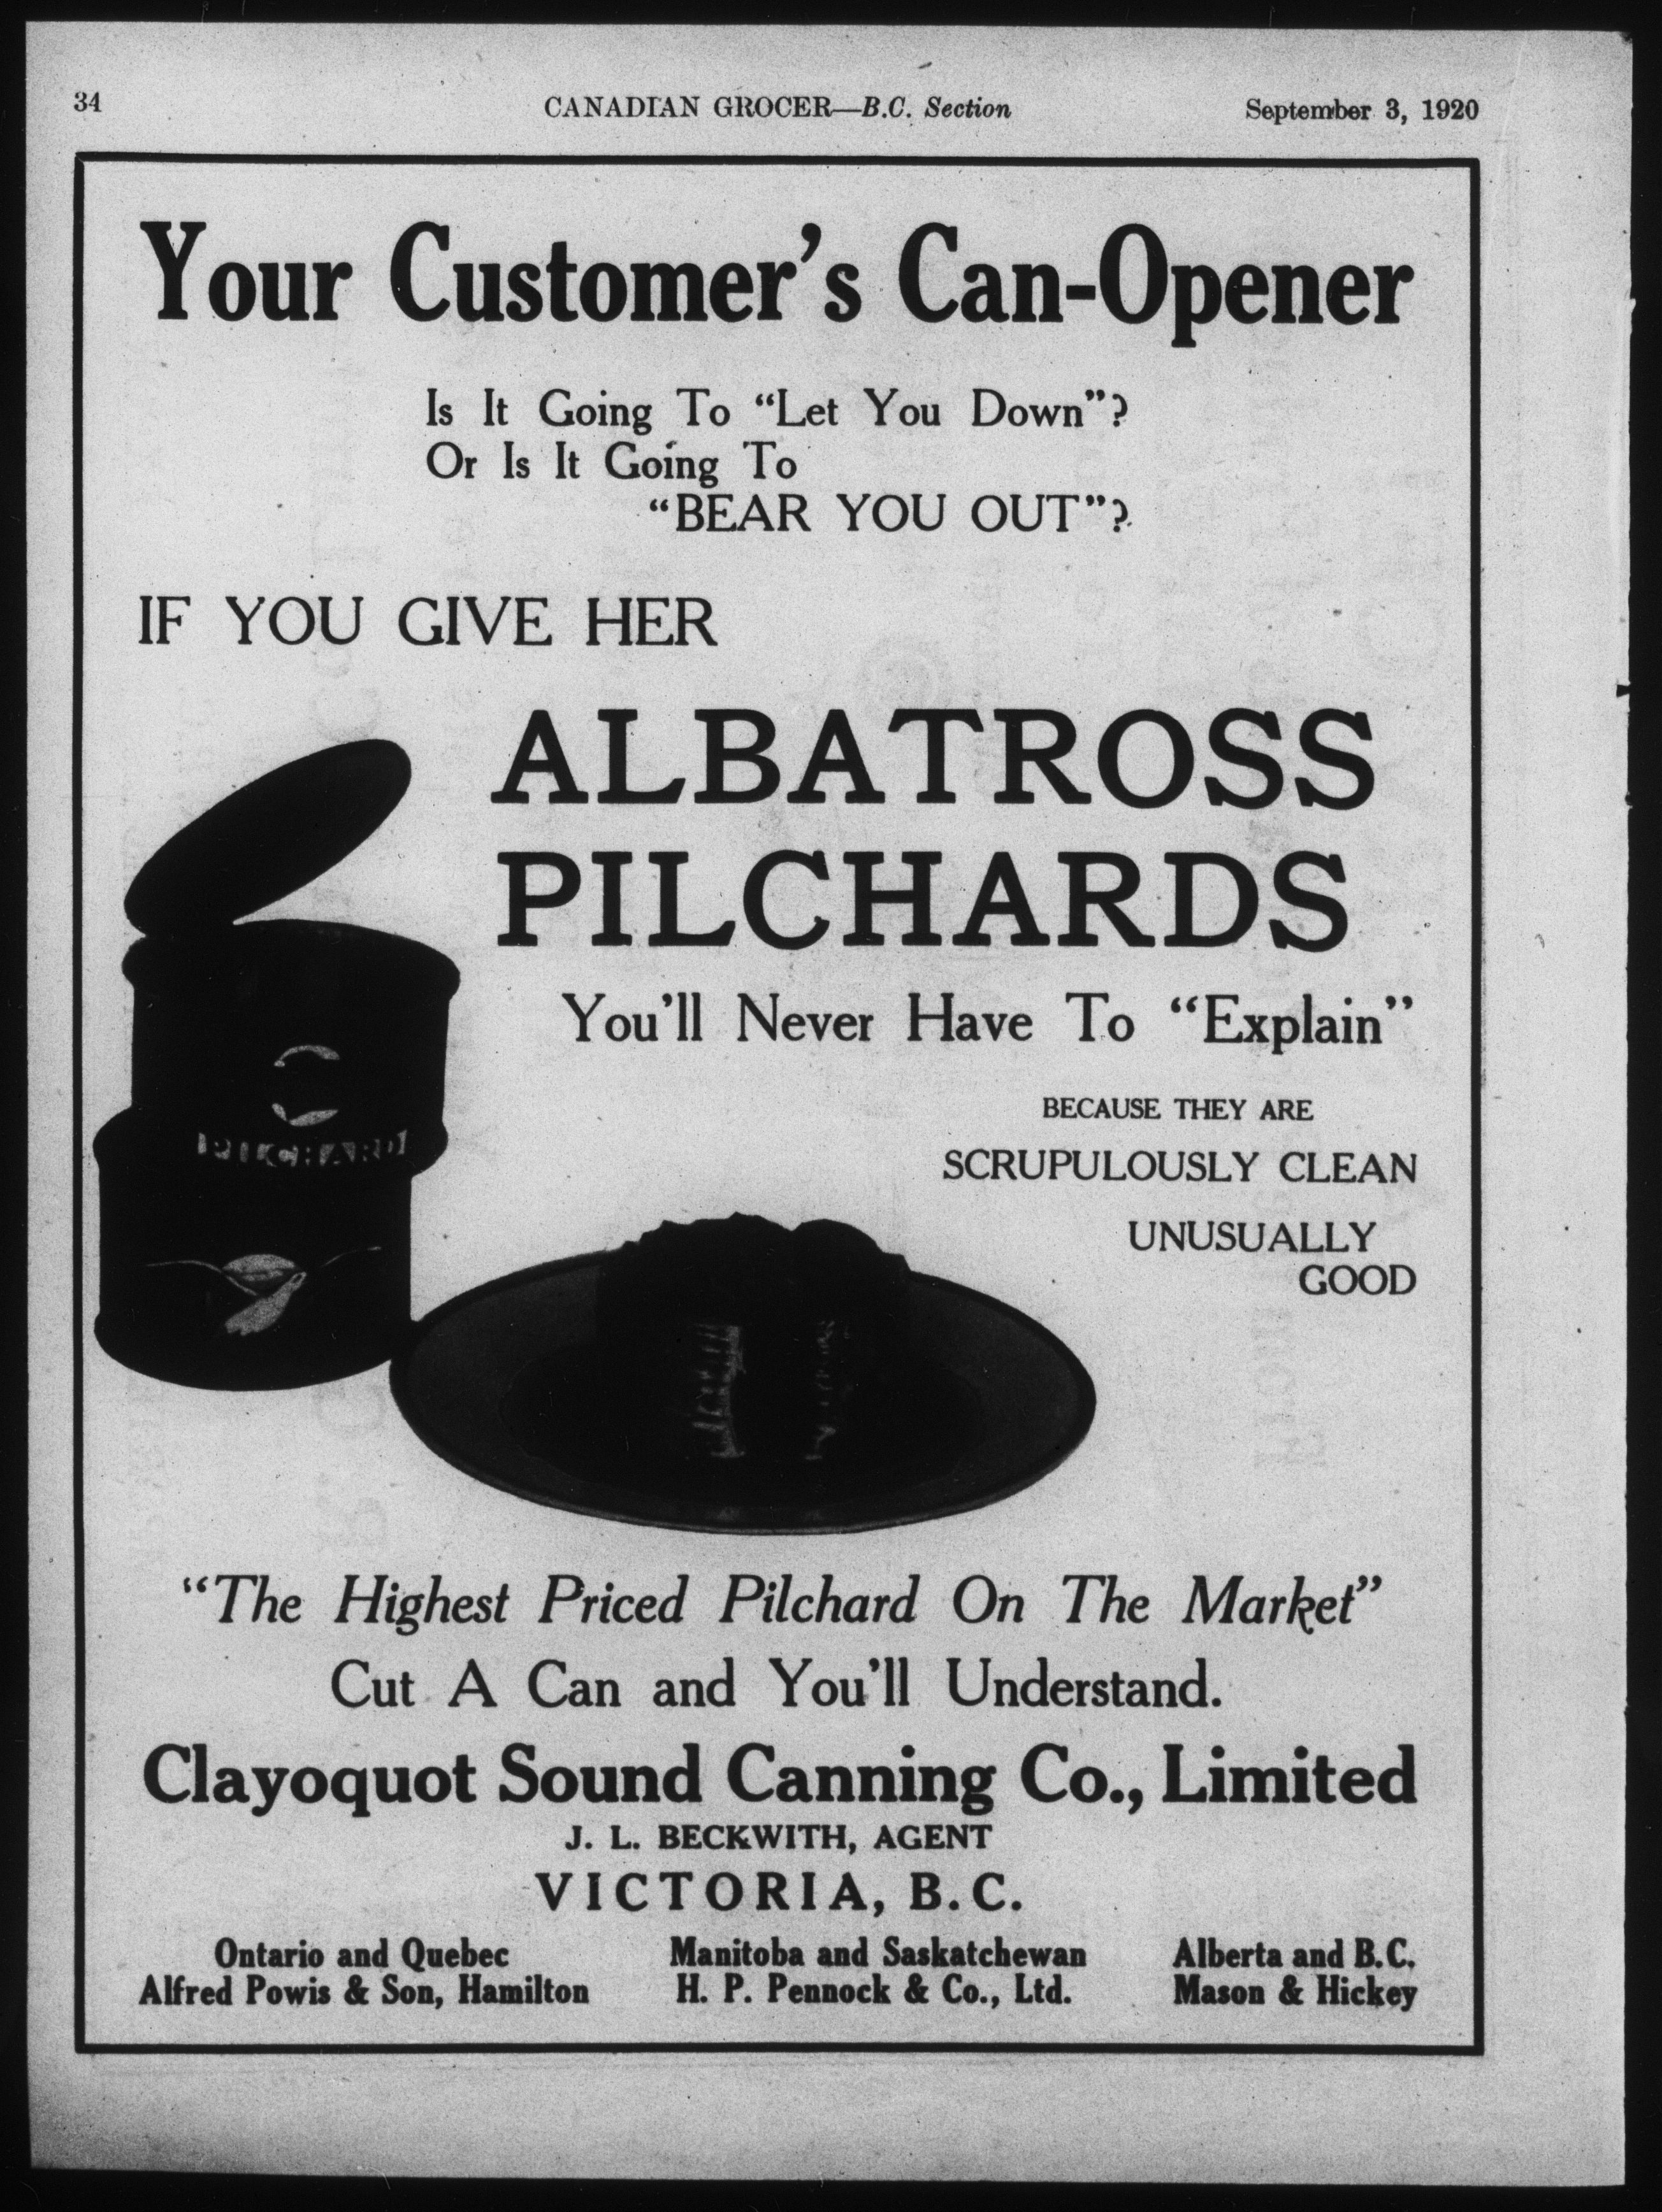 34
CANADIAN GROCER—B.C. Section
September 3, 1920
Your Customer's Can-Opener
Is It Going To "Let You Down"?
Or Is It Going To
"BEAR YOU OUT"?
IF YOU GIVE HER
ALBATROSS
PILCHARDS
You'll Never Have To "Explain"
BECAUSE THEY ARE
SCRUPULOUSLY CLEAN
UNUSUALLY
GOOD
PILCHARD
"The Highest Priced Pilchard On The Market"
Cut A Can and You'll Understand.
Clayoquot Sound Canning Co., Limited
J. L. BECKWITH, AGENT
VICTORIA, B.C.
Ontario and Quebec
Alfred Powis & Son, Hamilton
Manitoba and Saskatchewan
H. P. Pennock & Co., Ltd.
Alberta and B.C.
Mason & Hickey